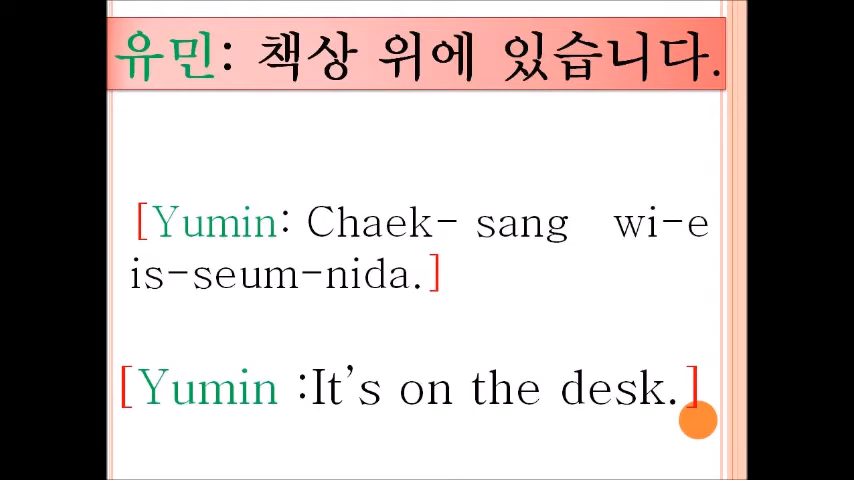 유민: 책상 위에 있습니다.
[Yumin: Chaek- sang wi-e
is-seum-nida.]
[Yumin :It's on the desk.]